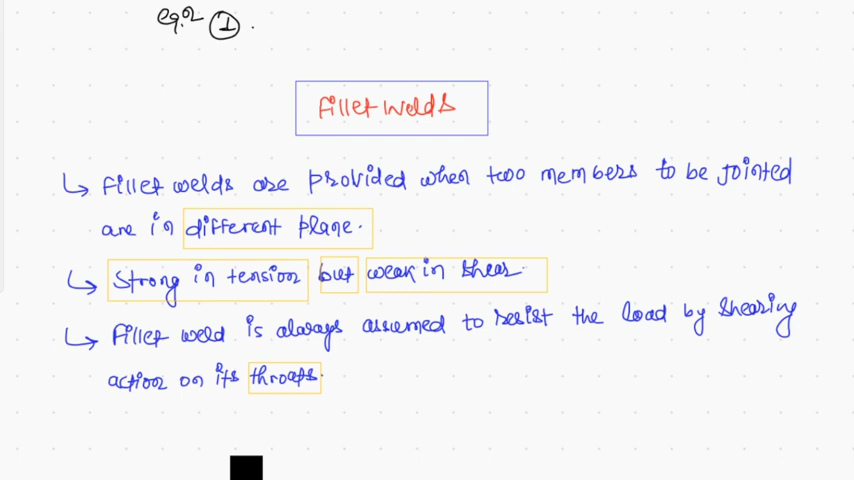 eq.2 ①.
Fillet welds
↳ Fillet welds are provided when two members to be jointed
are in different plane.
↳ Strong in tension but weak in shear.
↳ Fillet weld is always assumed to resist the load by shearing
action on its throats.